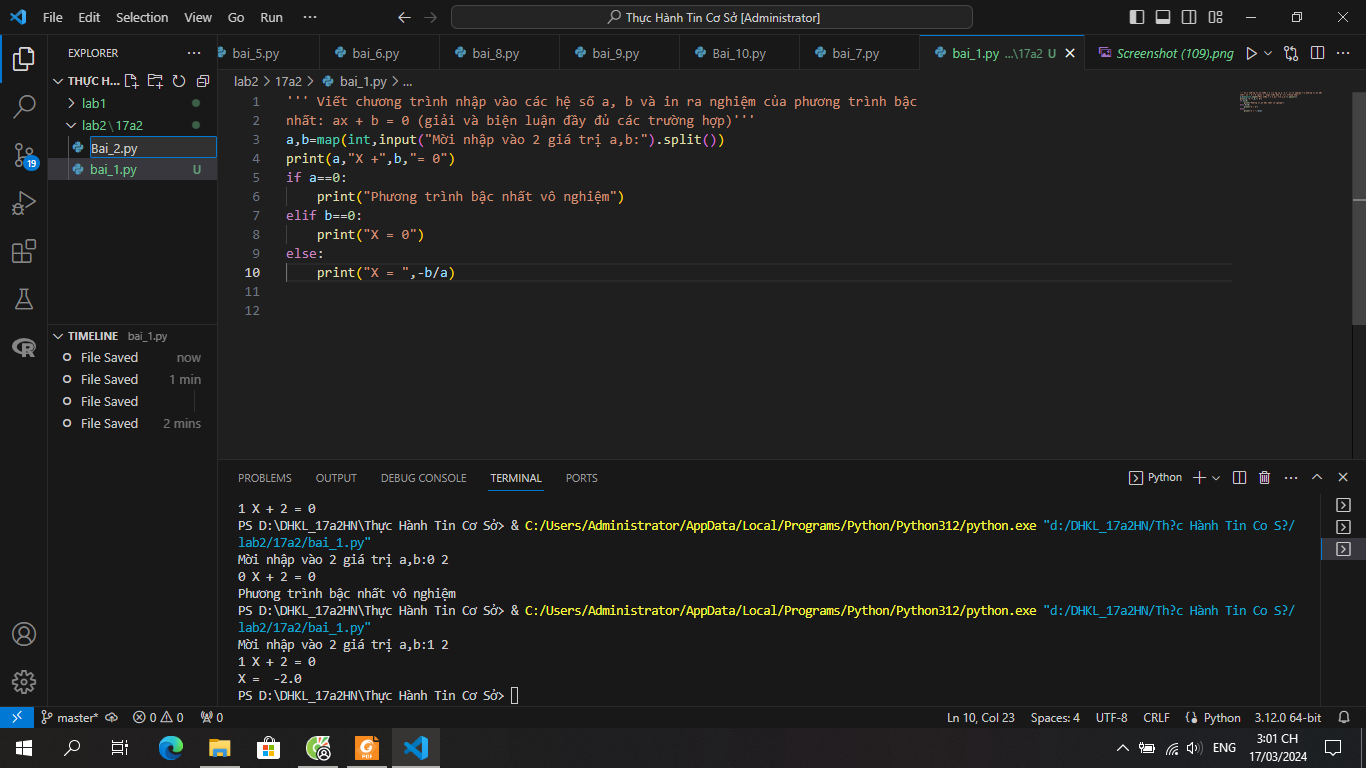 File Edit Selection View Go Run ··· Thực Hành Tin Cơ Sở [Administrator]
EXPLORER ···
bai_5.py bai_6.py bai_8.py bai_9.py Bai_10.py bai_7.py bai_1.py ...\17a2 U Screenshot (109).png
THỰC H...
lab1
lab2\17a2
Bai_2.py
bai_1.py U
lab2 > 17a2 > bai_1.py > ...
1 ''' Viết chương trình nhập vào các hệ số a, b và in ra nghiệm của phương trình bậc
2 nhất: ax + b = 0 (giải và biện luận đầy đủ các trường hợp)'''
3 a,b=map(int,input("Mời nhập vào 2 giá trị a,b:").split())
4 print(a,"X +",b,"= 0")
5 if a==0:
6 print("Phương trình bậc nhất vô nghiệm")
7 elif b==0:
8 print("X = 0")
9 else:
10 print("X = ",-b/a)
11
12
TIMELINE bai_1.py
File Saved now
File Saved 1 min
File Saved
File Saved 2 mins
PROBLEMS OUTPUT DEBUG CONSOLE TERMINAL PORTS Python
1 X + 2 = 0
PS D:\DHKL_17a2HN\Thực Hành Tin Cơ Sở> & C:/Users/Administrator/AppData/Local/Programs/Python/Python312/python.exe "d:/DHKL_17a2HN/Th?c Hành Tin Co S?/
lab2/17a2/bai_1.py"
Mời nhập vào 2 giá trị a,b:0 2
0 X + 2 = 0
Phương trình bậc nhất vô nghiệm
PS D:\DHKL_17a2HN\Thực Hành Tin Cơ Sở> & C:/Users/Administrator/AppData/Local/Programs/Python/Python312/python.exe "d:/DHKL_17a2HN/Th?c Hành Tin Co S?/
lab2/17a2/bai_1.py"
Mời nhập vào 2 giá trị a,b:1 2
1 X + 2 = 0
X =  -2.0
PS D:\DHKL_17a2HN\Thực Hành Tin Cơ Sở>
19
master* 0 0 0 Ln 10, Col 23 Spaces: 4 UTF-8 CRLF Python 3.12.0 64-bit
ENG 3:01 CH
17/03/2024